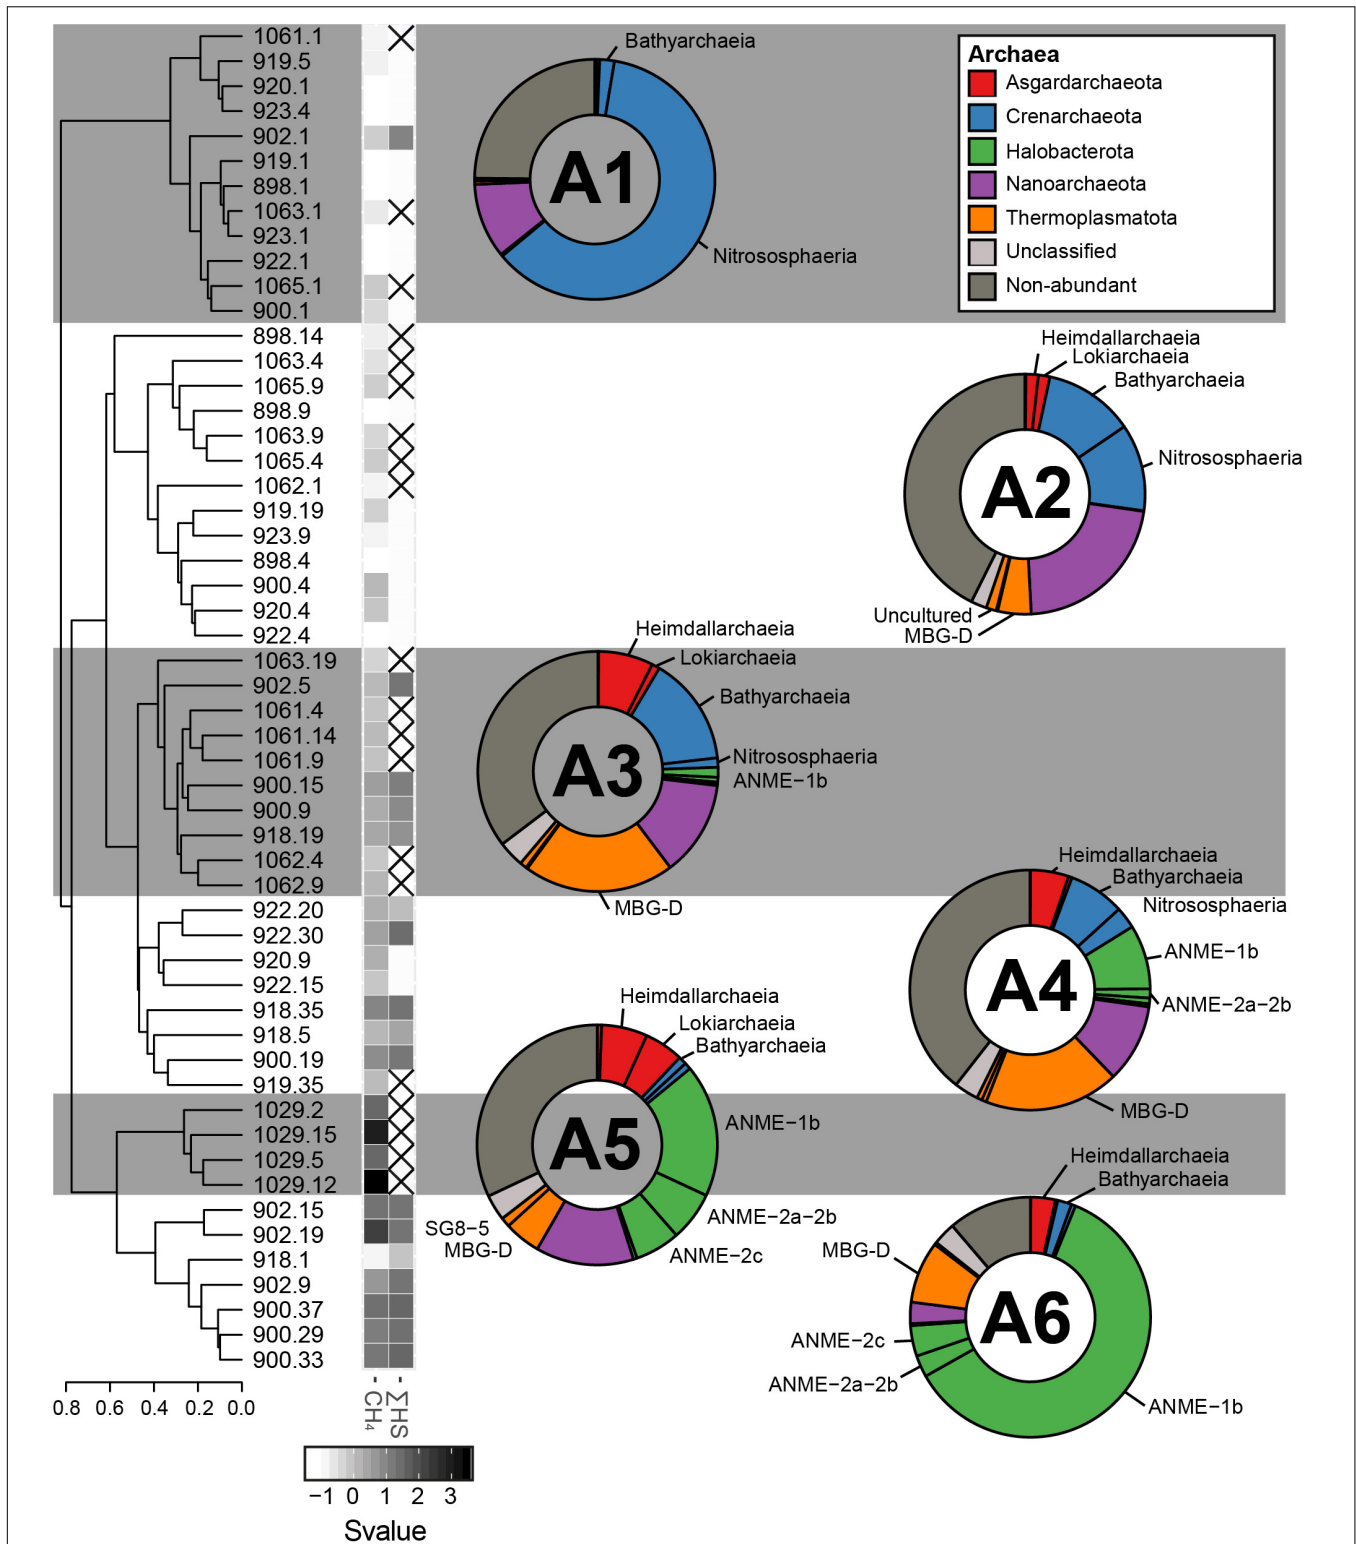 1061.1
919.5
920.1
923.4
902.1
919.1
898.1
1063.1
923.1
922.1
1065.1
900.1
898.14
1063.4
1065.9
898.9
1063.9
1065.4
1062.1
919.19
923.9
898.4
900.4
920.4
922.4
1063.19
902.5
1061.4
1061.14
1061.9
900.15
900.9
918.19
1062.4
1062.9
922.20
922.30
920.9
922.15
918.35
918.5
900.19
919.35
1029.2
1029.15
1029.5
1029.12
902.15
902.19
918.1
902.9
900.37
900.29
900.33
0.8 0.6 0.4 0.2 0.0
- CH₄
- ∑HS
−1 0 1 2 3
Svalue
Bathyarchaeia
A1
Nitrososphaeria
Archaea
Asgardarchaeota
Crenarchaeota
Halobacterota
Nanoarchaeota
Thermoplasmatota
Unclassified
Non-abundant
Heimdallarchaeia
Lokiarchaeia
Bathyarchaeia
Nitrososphaeria
A2
Uncultured
MBG-D
Heimdallarchaeia
Lokiarchaeia
Bathyarchaeia
A3
Nitrososphaeria
ANME−1b
MBG-D
Heimdallarchaeia
Bathyarchaeia
Nitrososphaeria
ANME−1b
A4
ANME−2a−2b
MBG-D
Heimdallarchaeia
Lokiarchaeia
Bathyarchaeia
ANME−1b
A5
ANME−2a−2b
SG8−5
MBG-D
ANME−2c
Heimdallarchaeia
Bathyarchaeia
MBG-D
A6
ANME−2c
ANME−2a−2b
ANME−1b